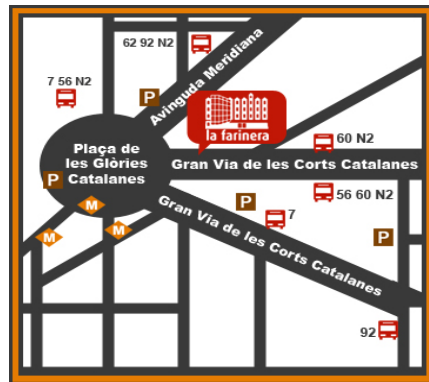 62 92 N2
Avinguda Meridiana
7 56 N2
P
la farinera
Plaça de
les Glòries
Catalanes
P
60 N2
Gran Via de les Corts Catalanes
56 60 N2
P
7
Gran Via de les Corts Catalanes
M
M
M
P
92